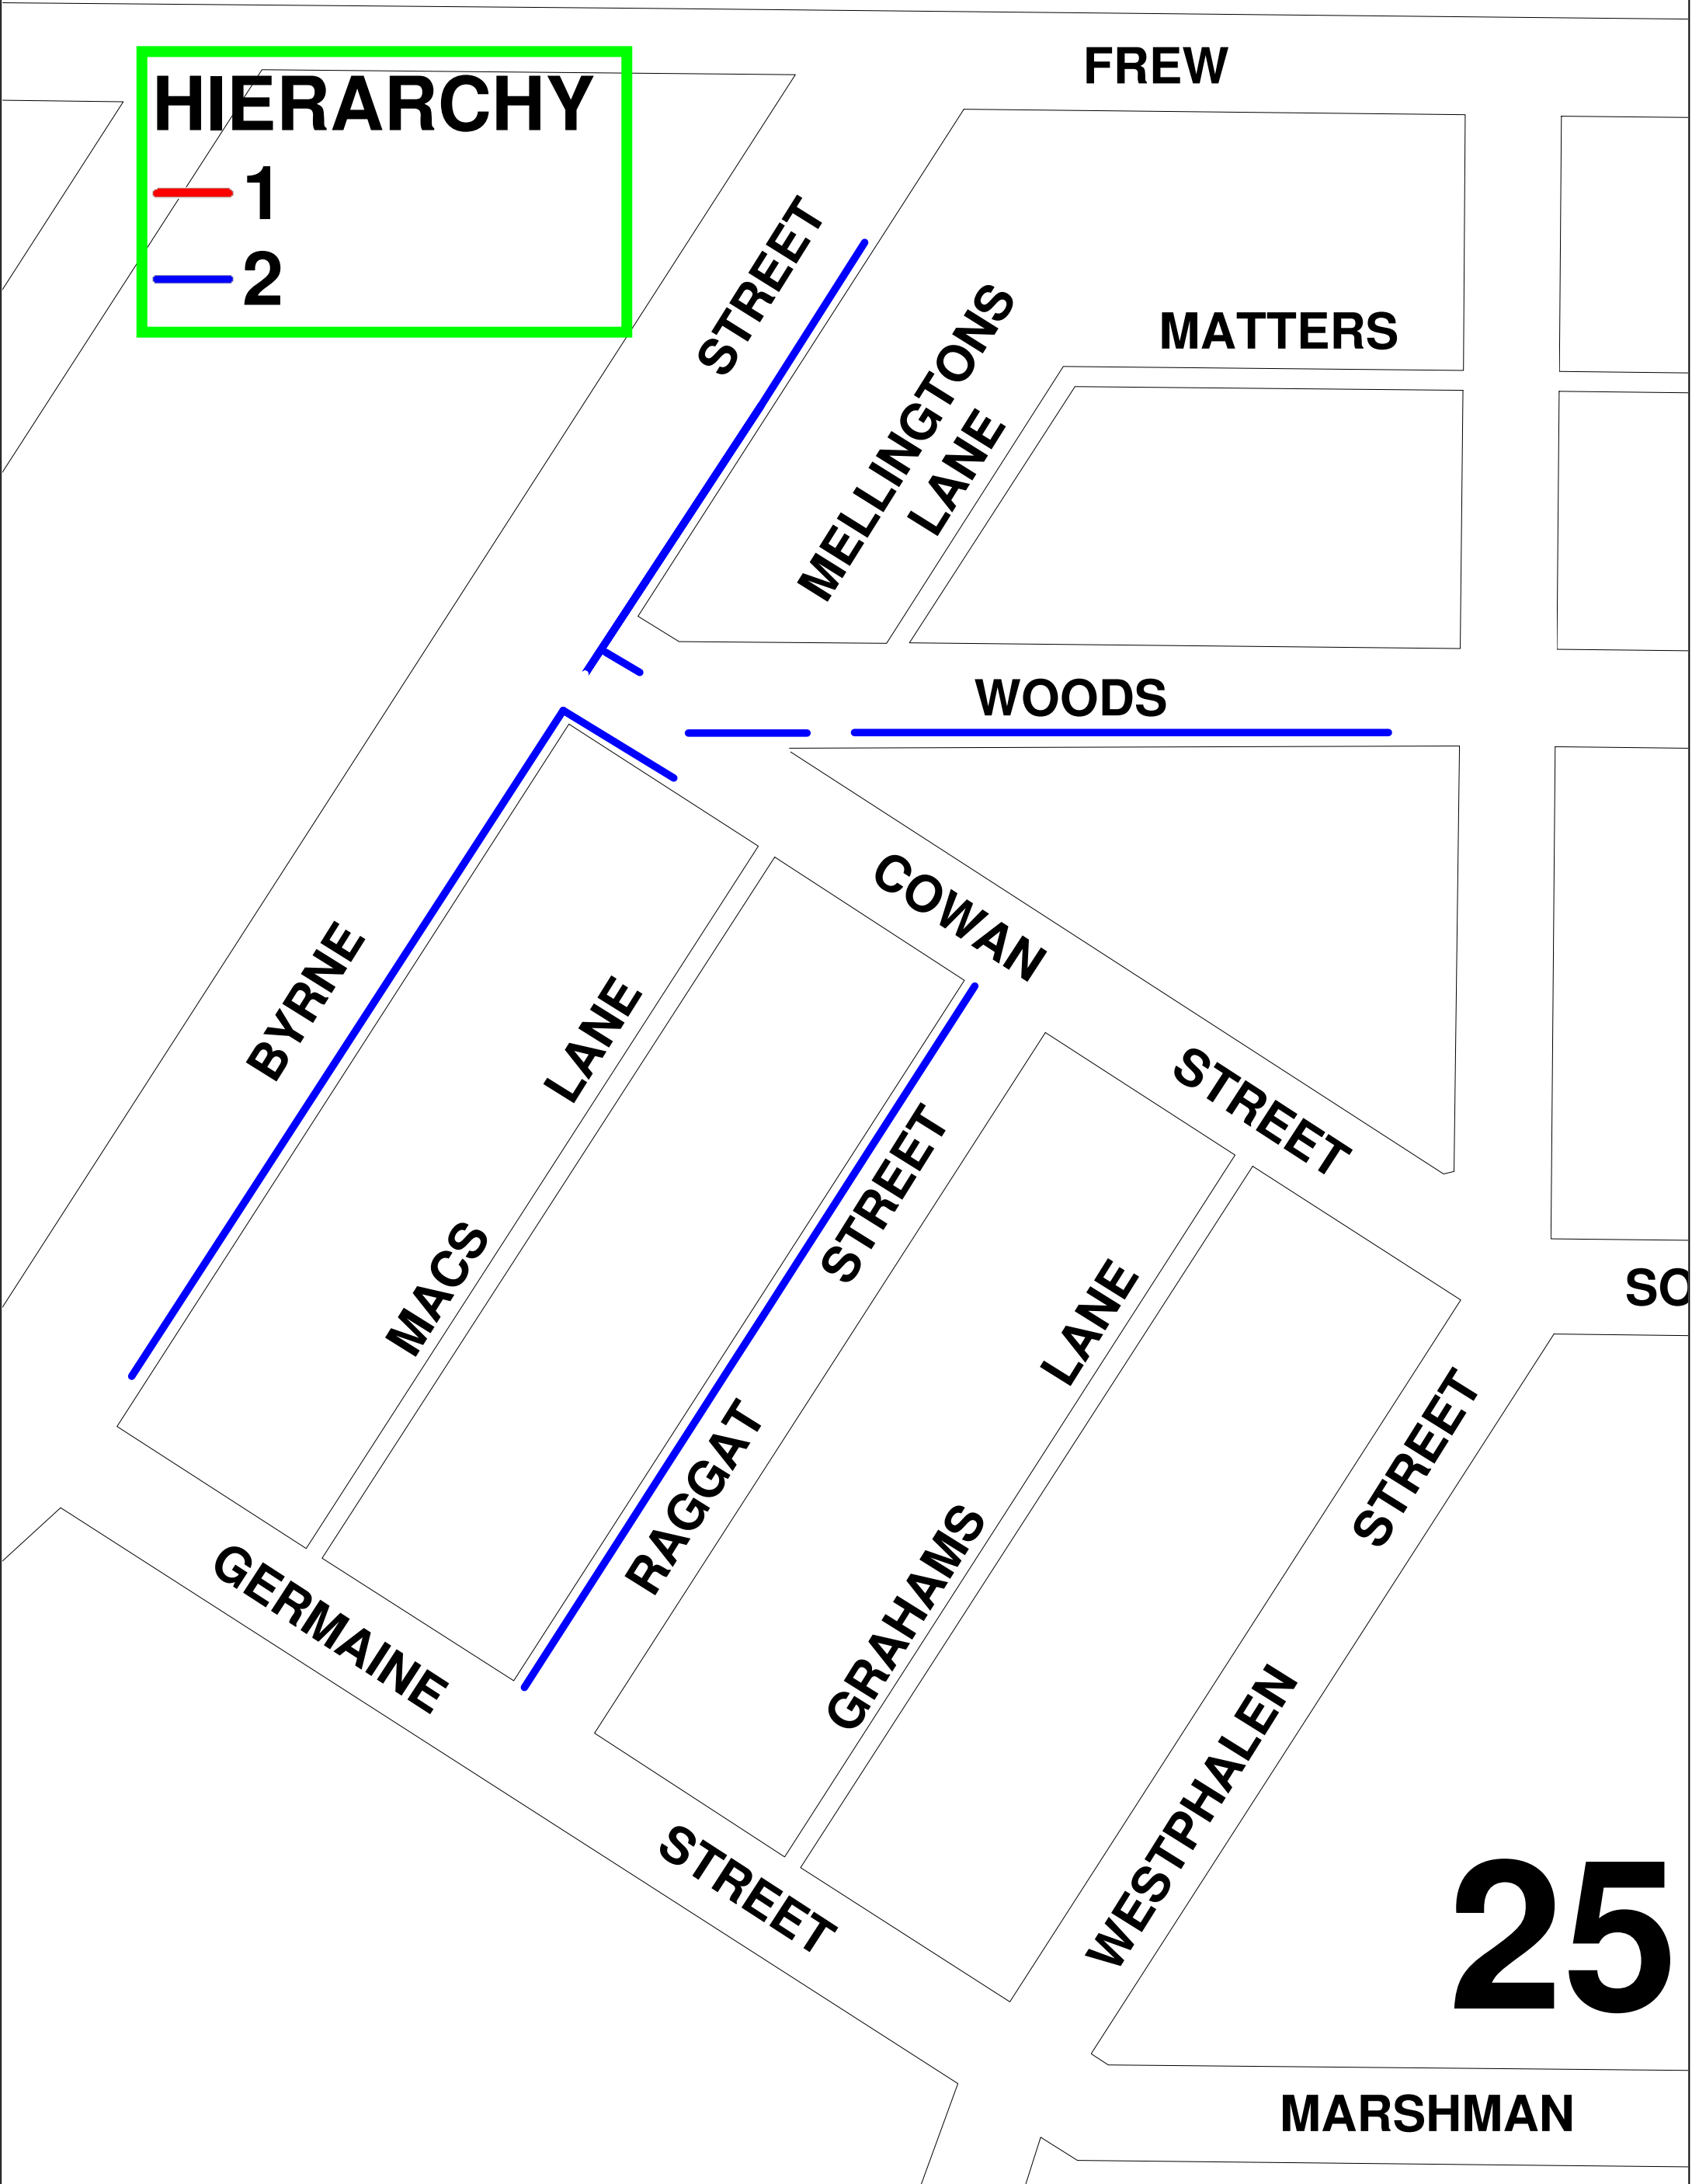 FREW
HIERARCHY
1
2
STREET
MELLINGTONS
LANE
MATTERS
WOODS
COWAN
STREET
BYRNE
LANE
MACS
STREET
RAGGAT
LANE
GRAHAMS
SO
STREET
WESTPHALEN
GERMAINE
STREET
25
MARSHMAN